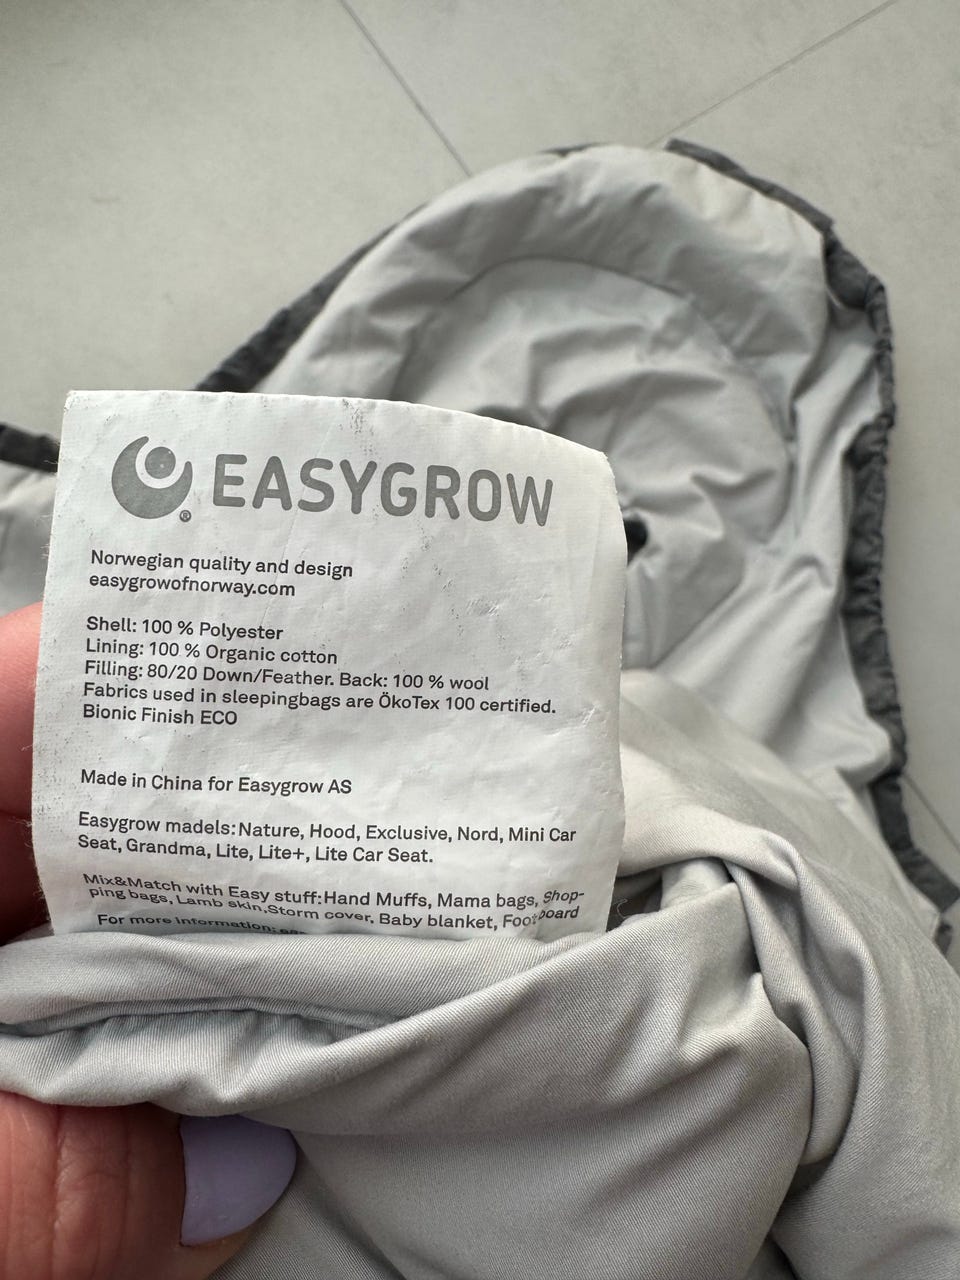 EASYGROW
®
Norwegian quality and design
easygrowofnorway.com
Shell: 100 % Polyester
Lining: 100 % Organic cotton
Filling: 80/20 Down/Feather. Back: 100 % wool
Fabrics used in sleepingbags are ÖkoTex 100 certified.
Bionic Finish ECO
Made in China for Easygrow AS
Easygrow madels:Nature, Hood, Exclusive, Nord, Mini Car
Seat, Grandma, Lite, Lite+, Lite Car Seat.
Mix&Match with Easy stuff:Hand Muffs, Mama bags, Shop-
ping bags, Lamb skin,Storm cover. Baby blanket, Footboard
For more information: